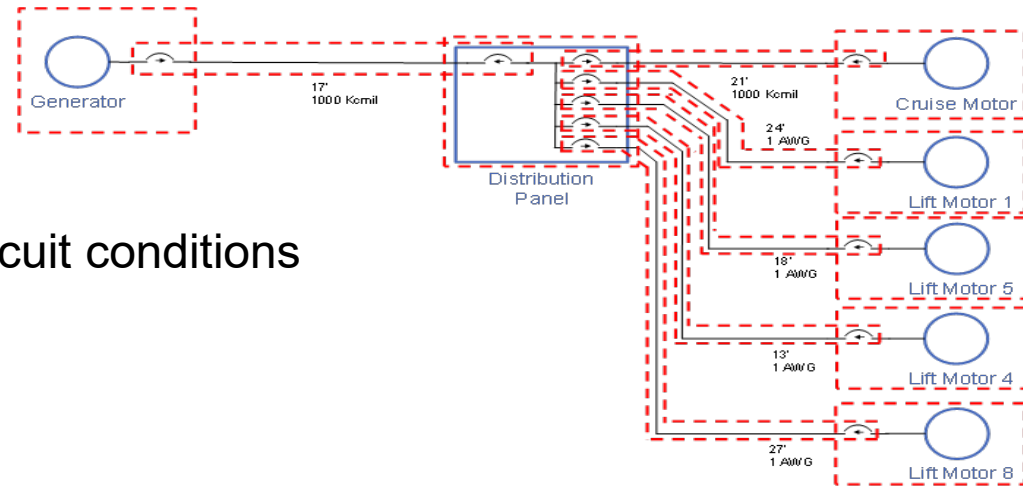 Generator
17'
1000 Kcmil
Distribution
Panel
21'
1000 Kcmil
Cruise Motor
24'
1 AWG
Lift Motor 1
cuit conditions
18'
1 AWG
Lift Motor 5
13'
1 AWG
Lift Motor 4
27'
1 AWG
Lift Motor 8